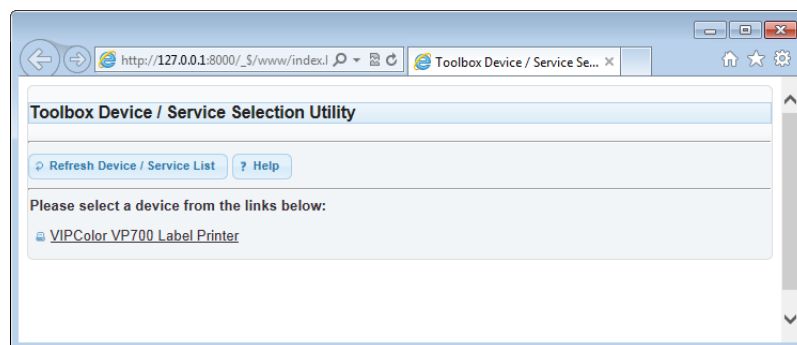 http://127.0.0.1:8000/_$/www/index.l
Toolbox Device / Service Se...
Toolbox Device / Service Selection Utility
Refresh Device / Service List
? Help
Please select a device from the links below:
VIPColor VP700 Label Printer